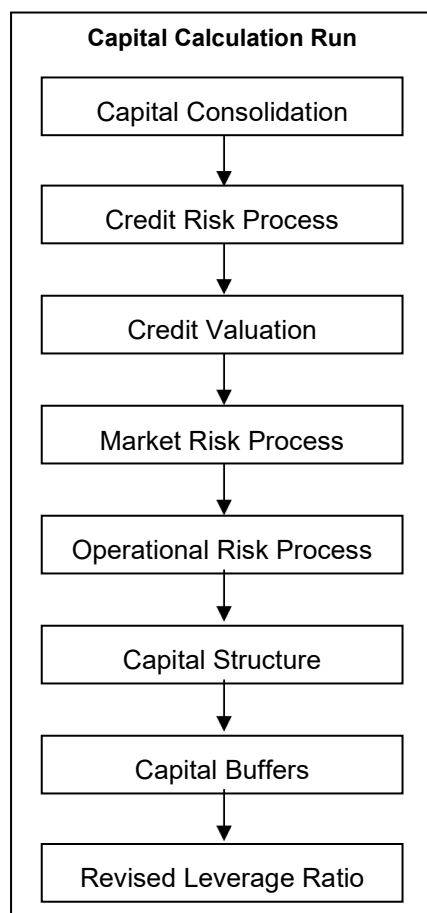 Capital Calculation Run
Capital Consolidation
Credit Risk Process
Credit Valuation
Market Risk Process
Operational Risk Process
Capital Structure
Capital Buffers
Revised Leverage Ratio